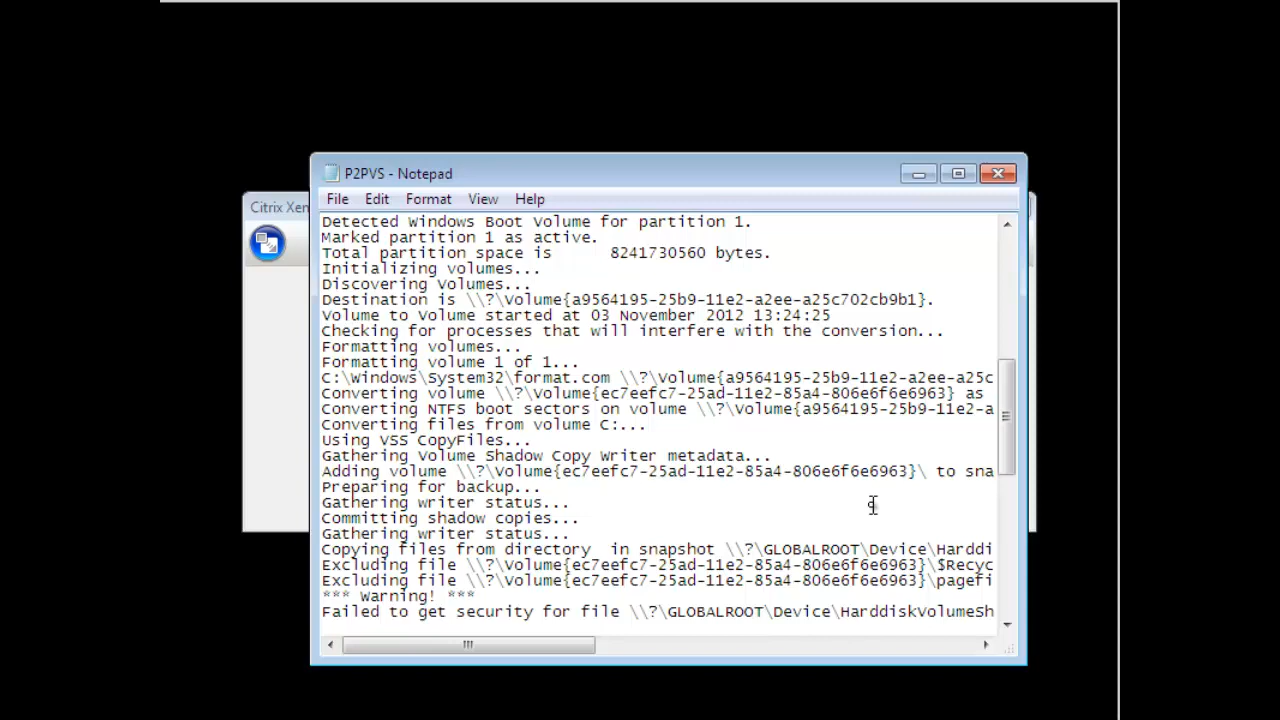 P2PVS - Notepad
Citrix Xen
File Edit Format View Help
Detected Windows Boot Volume for partition 1.
Marked partition 1 as active.
Total partition space is 8241730560 bytes.
Initializing volumes...
Discovering Volumes...
Destination is \\?\Volume{a9564195-25b9-11e2-a2ee-a25c702cb9b1}.
Volume to Volume started at 03 November 2012 13:24:25
Checking for processes that will interfere with the conversion...
Formatting volumes...
Formatting volume 1 of 1...
C:\Windows\System32\format.com \\?\Volume{a9564195-25b9-11e2-a2ee-a25c
Converting volume \\?\Volume{ec7eefc7-25ad-11e2-85a4-806e6f6e6963} as
Converting NTFS boot sectors on volume \\?\Volume{a9564195-25b9-11e2-a
Converting files from volume C:...
Using VSS CopyFiles...
Gathering Volume Shadow Copy Writer metadata...
Adding volume \\?\Volume{ec7eefc7-25ad-11e2-85a4-806e6f6e6963}\ to sna
Preparing for backup...
Gathering writer status...
Committing shadow copies...
Gathering writer status...
Copying files from directory  in snapshot \\?\GLOBALROOT\Device\Harddi
Excluding file \\?\Volume{ec7eefc7-25ad-11e2-85a4-806e6f6e6963}\$Recyc
Excluding file \\?\Volume{ec7eefc7-25ad-11e2-85a4-806e6f6e6963}\pagefi
*** Warning! ***
Failed to get security for file \\?\GLOBALROOT\Device\HarddiskVolumeSh